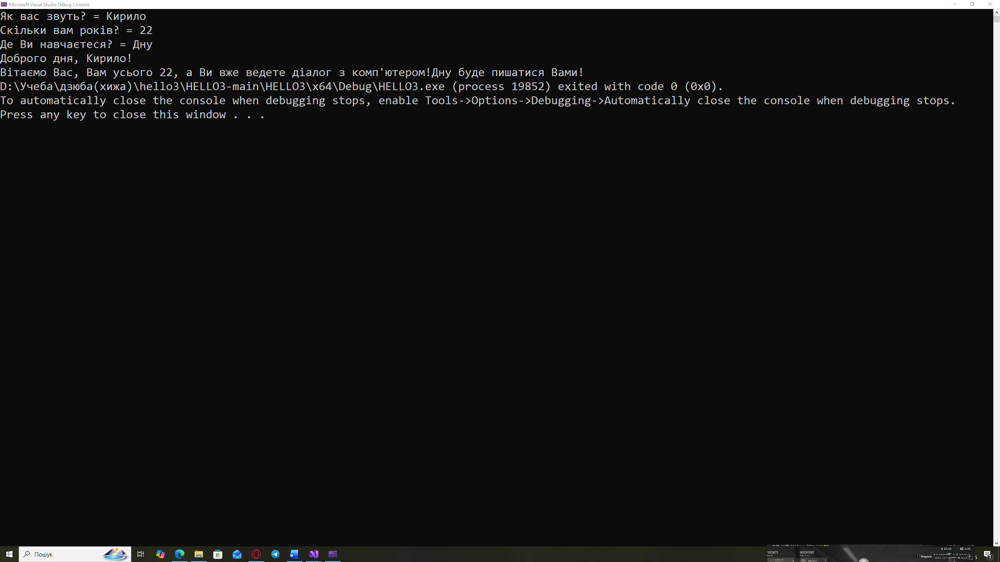 Microsoft Visual Studio Debug Console
Як вас звуть? = Кирило
Скільки вам років? = 22
Де Ви навчаєтеся? = Дну
Доброго дня, Кирило!
Вітаємо Вас, Вам усього 22, а Ви вже ведете діалог з комп'ютером!Дну буде пишатися Вами!
D:\Учеба\дзюба(хижа)\hello3\HELLO3-main\HELLO3\x64\Debug\HELLO3.exe (process 19852) exited with code 0 (0x0).
To automatically close the console when debugging stops, enable Tools->Options->Debugging->Automatically close the console when debugging stops.
Press any key to close this window . . .
Пошук
VICINITY
INVENTORY
4 KILLED 46 ALIVE
Dragunov
1